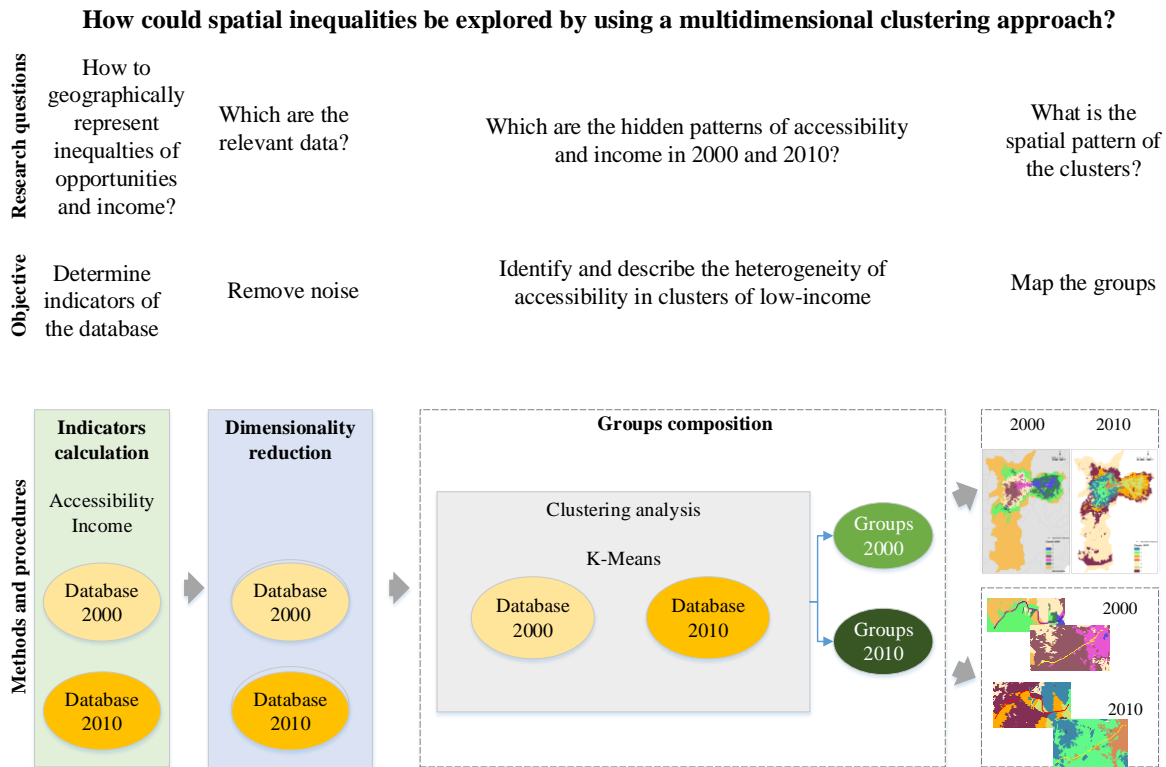 How could spatial inequalities be explored by using a multidimensional clustering approach?
Research questions
How to
geographically
represent
inequalties of
opportunities
and income?
Which are the
relevant data?
Which are the hidden patterns of accessibility
and income in 2000 and 2010?
What is the
spatial pattern of
the clusters?
Objective
Determine
indicators of
the database
Remove noise
Identify and describe the heterogeneity of
accessibility in clusters of low-income
Map the groups
Methods and procedures
Indicators
calculation
Accessibility
Income
Database
2000
Database
2010
Dimensionality
reduction
Database
2000
Database
2010
Groups composition
Clustering analysis
K-Means
Database
2000
Database
2010
Groups
2000
Groups
2010
2000
2010
2000
2010